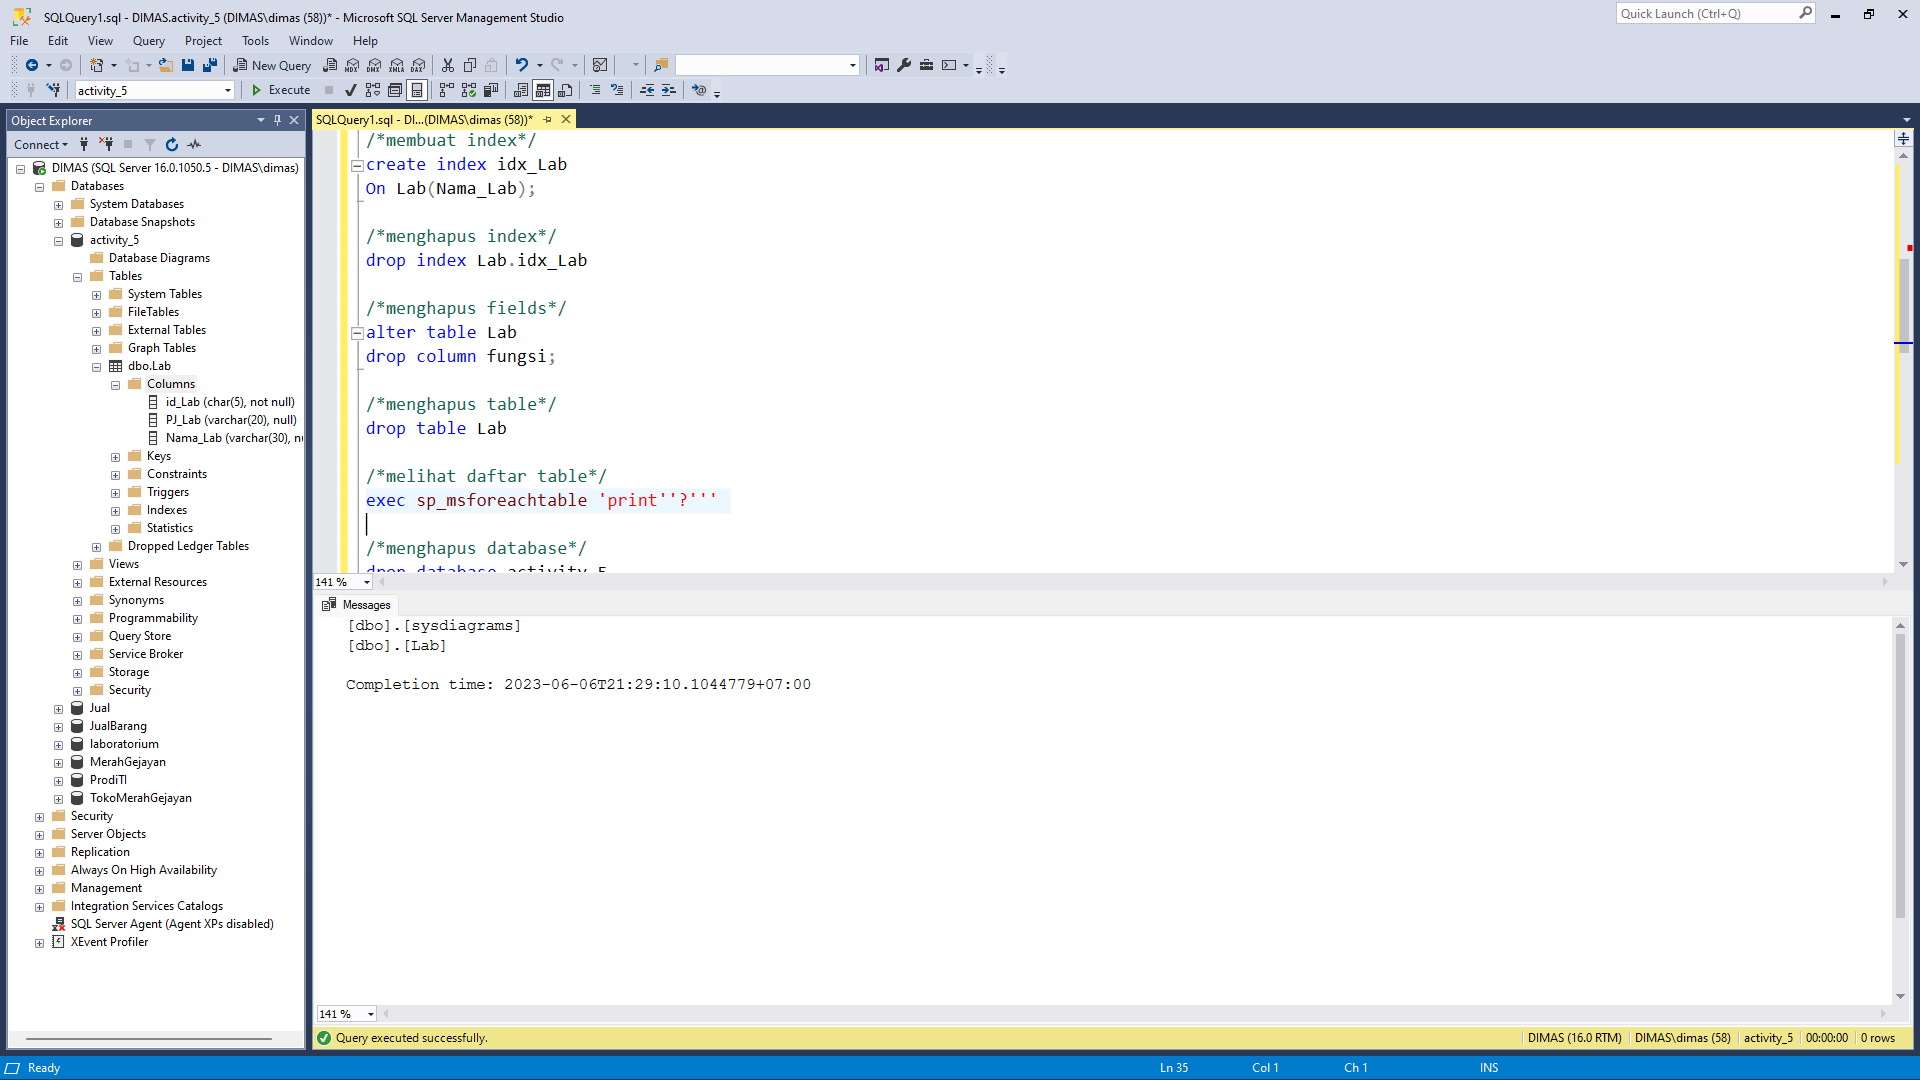 SQLQuery1.sql - DIMAS.activity_5 (DIMAS\dimas (58))* - Microsoft SQL Server Management Studio
Quick Launch (Ctrl+Q)
File Edit View Query Project Tools Window Help
New Query
MDX DMX XMLA DAX
activity_5
Execute
Object Explorer
Connect
DIMAS (SQL Server 16.0.1050.5 - DIMAS\dimas)
Databases
System Databases
Database Snapshots
activity_5
Database Diagrams
Tables
System Tables
FileTables
External Tables
Graph Tables
dbo.Lab
Columns
id_Lab (char(5), not null)
PJ_Lab (varchar(20), null)
Nama_Lab (varchar(30), nu
Keys
Constraints
Triggers
Indexes
Statistics
Dropped Ledger Tables
Views
External Resources
Synonyms
Programmability
Query Store
Service Broker
Storage
Security
Jual
JualBarang
laboratorium
MerahGejayan
ProdiTI
TokoMerahGejayan
Security
Server Objects
Replication
Always On High Availability
Management
Integration Services Catalogs
SQL Server Agent (Agent XPs disabled)
XEvent Profiler
SQLQuery1.sql - DI...(DIMAS\dimas (58))*
/*membuat index*/
create index idx_Lab
On Lab(Nama_Lab);
/*menghapus index*/
drop index Lab.idx_Lab
/*menghapus fields*/
alter table Lab
drop column fungsi;
/*menghapus table*/
drop table Lab
/*melihat daftar table*/
exec sp_msforeachtable 'print''?'''
/*menghapus database*/
drop database activity_5
141 %
Messages
[dbo].[sysdiagrams]
[dbo].[Lab]
Completion time: 2023-06-06T21:29:10.1044779+07:00
141 %
Query executed successfully.
DIMAS (16.0 RTM) DIMAS\dimas (58) activity_5 00:00:00 0 rows
Ready
Ln 35 Col 1 Ch 1 INS